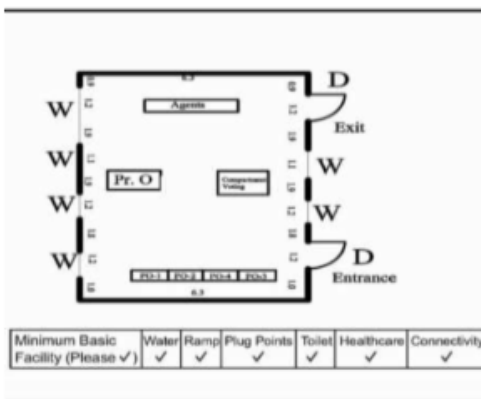 6.3
D
Agents
W
Exit
W
W
Pr. O
Compartment
Voting
W
W
W
D
PO-1 PO-2 PO-4 PO-3
Entrance
6.3
Minimum Basic Facility (Please ✓) Water Ramp Plug Points Toilet Healthcare Connectivity
✓ ✓ ✓ ✓ ✓ ✓